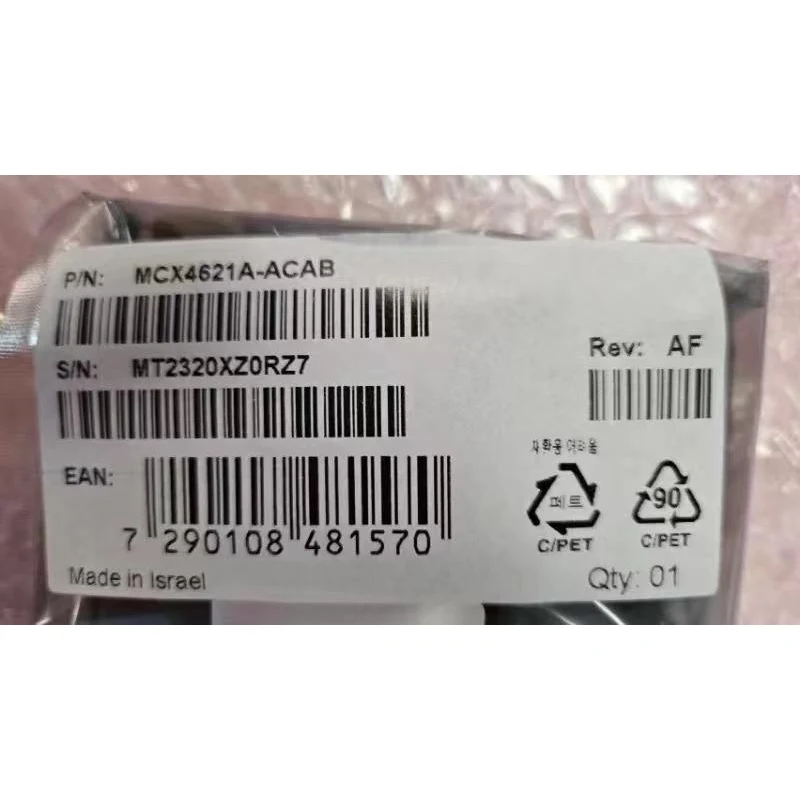 P/N: MCX4621A-ACAB
S/N: MT2320XZ0RZ7
Rev: AF
EAN:
7 290108 481570
재활용 어려움
페트
C/PET
90
C/PET
Made in Israel
Qty: 01